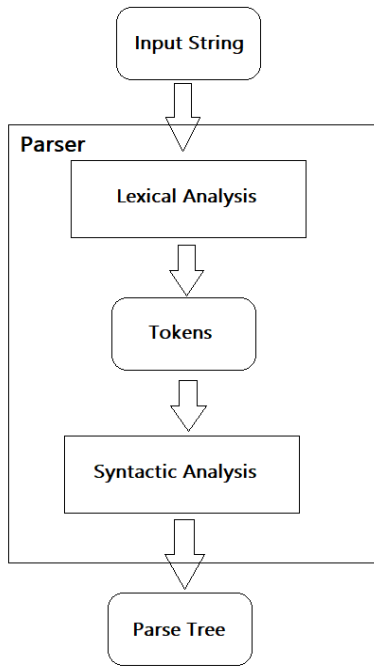 Input String
Parser
Lexical Analysis
Tokens
Syntactic Analysis
Parse Tree